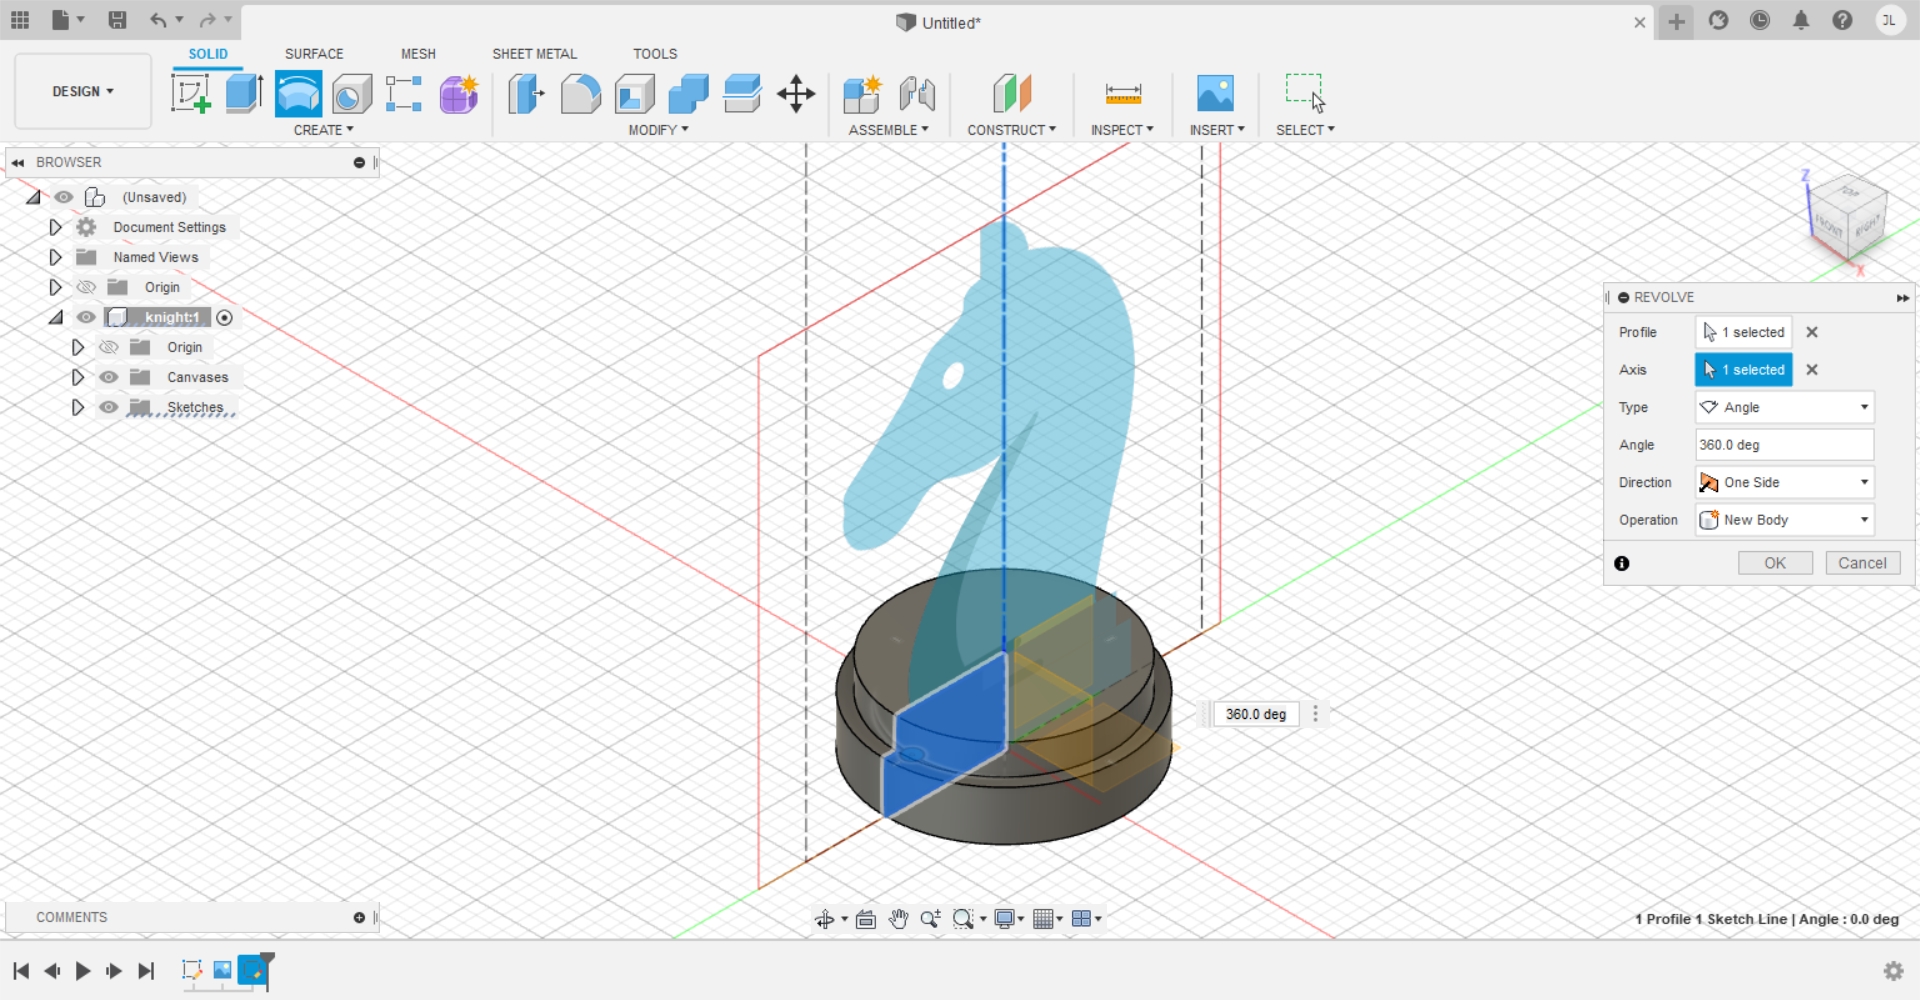 Untitled*
JL
DESIGN
SOLID
SURFACE
MESH
SHEET METAL
TOOLS
CREATE
MODIFY
ASSEMBLE
CONSTRUCT
INSPECT
INSERT
SELECT
BROWSER
(Unsaved)
Document Settings
Named Views
Origin
knight:1
Origin
Canvases
Sketches
Z
TOP
FRONT
RIGHT
X
REVOLVE
Profile 1 selected
Axis 1 selected
Type Angle
Angle 360.0 deg
Direction One Side
Operation New Body
OK Cancel
360.0 deg
COMMENTS
1 Profile 1 Sketch Line | Angle : 0.0 deg